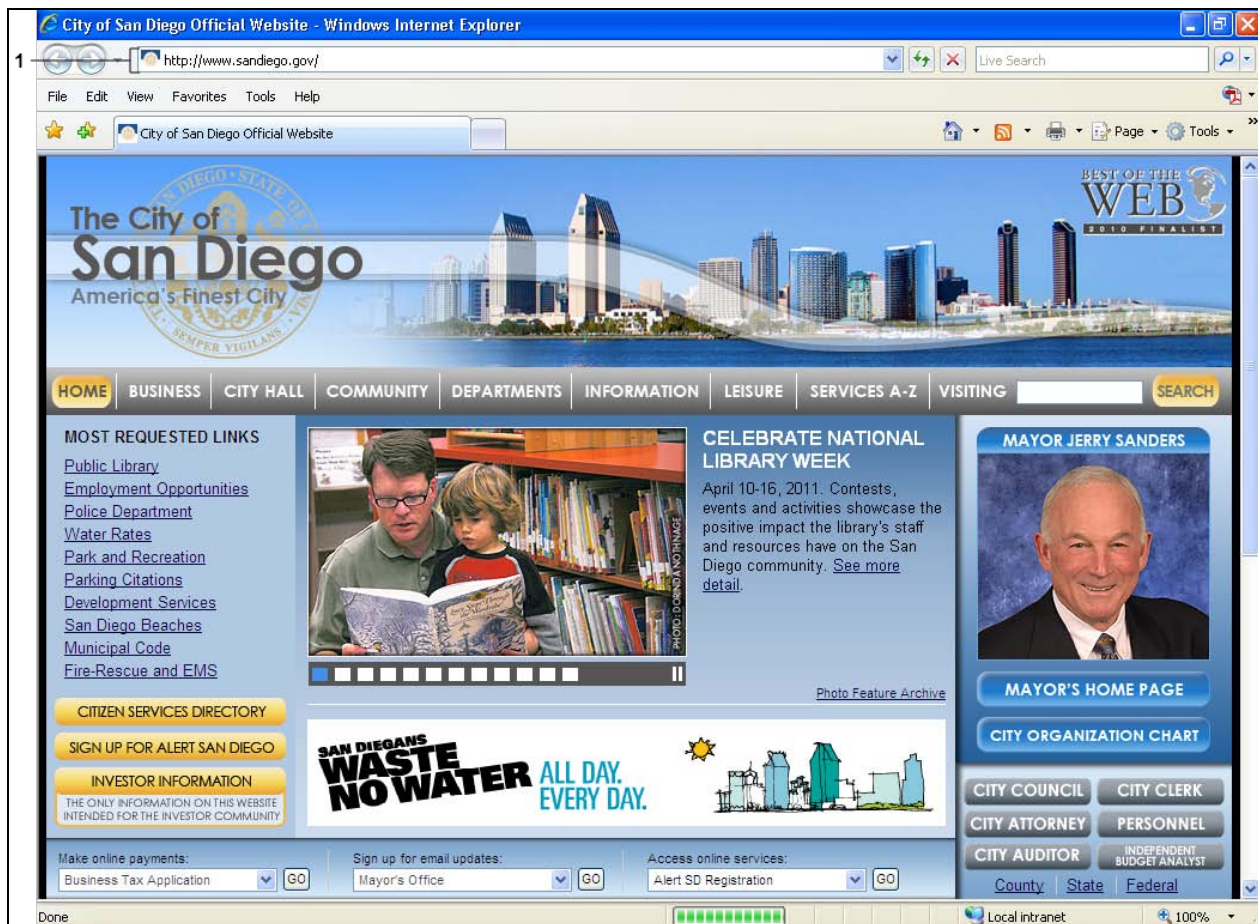 City of San Diego Official Website - Windows Internet Explorer
1
http://www.sandiego.gov/
Live Search
File Edit View Favorites Tools Help
City of San Diego Official Website
Page Tools
The City of
San Diego
America's Finest City
SAN DIEGO • STATE OF
SEMPER VIGILANS
BEST OF THE
WEB
2010 FINALIST
HOME BUSINESS CITY HALL COMMUNITY DEPARTMENTS INFORMATION LEISURE SERVICES A-Z VISITING SEARCH
MOST REQUESTED LINKS
Public Library
Employment Opportunities
Police Department
Water Rates
Park and Recreation
Parking Citations
Development Services
San Diego Beaches
Municipal Code
Fire-Rescue and EMS
CITIZEN SERVICES DIRECTORY
SIGN UP FOR ALERT SAN DIEGO
INVESTOR INFORMATION
THE ONLY INFORMATION ON THIS WEBSITE
INTENDED FOR THE INVESTOR COMMUNITY
PHOTO: DORINDA NOTHNAGE
CELEBRATE NATIONAL
LIBRARY WEEK
April 10-16, 2011. Contests,
events and activities showcase the
positive impact the library's staff
and resources have on the San
Diego community. See more
detail.
Photo Feature Archive
SAN DIEGANS
WASTE
NO WATER
ALL DAY.
EVERY DAY.
MAYOR JERRY SANDERS
MAYOR'S HOME PAGE
CITY ORGANIZATION CHART
CITY COUNCIL CITY CLERK
CITY ATTORNEY PERSONNEL
CITY AUDITOR INDEPENDENT
BUDGET ANALYST
County State Federal
Make online payments:
Business Tax Application GO
Sign up for email updates:
Mayor's Office GO
Access online services:
Alert SD Registration GO
Done
Local intranet
100%